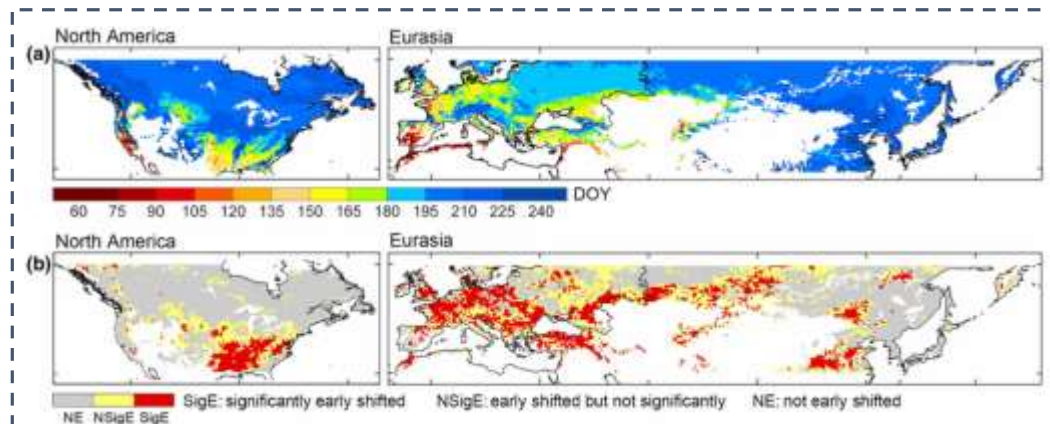 North America
Eurasia
(a)
DOY
60 75 90 105 120 135 150 165 180 195 210 225 240
North America
Eurasia
(b)
SigE: significantly early shifted NSigE: early shifted but not significantly NE: not early shifted
NE NSigE SigE